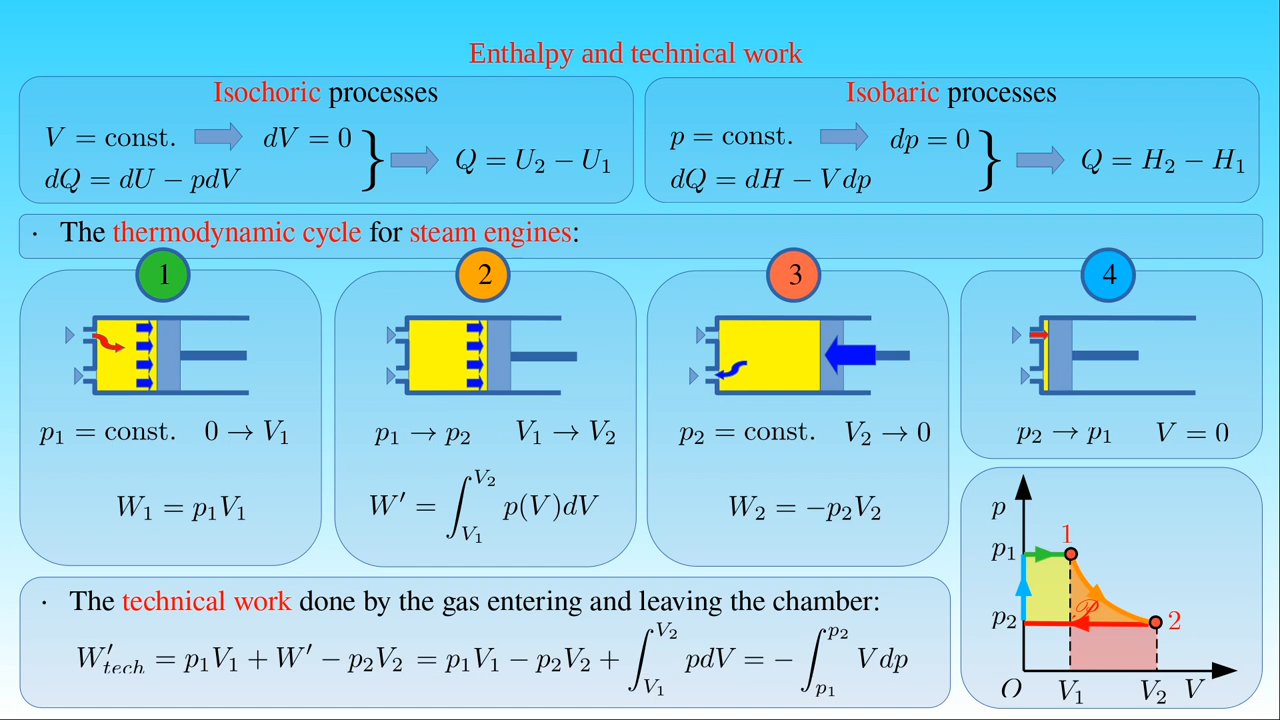 Enthalpy and technical work
Isochoric processes
V = const. dV = 0
dQ = dU − pdV
} Q = U₂ − U₁
Isobaric processes
p = const. dp = 0
dQ = dH − Vdp
} Q = H₂ − H₁
· The thermodynamic cycle for steam engines:
1
p₁ = const. 0 → V₁
W₁ = p₁V₁
2
p₁ → p₂ V₁ → V₂
W′ = ∫_{V₁}^{V₂} p(V)dV
3
p₂ = const. V₂ → 0
W₂ = −p₂V₂
4
p₂ → p₁ V = 0
· The technical work done by the gas entering and leaving the chamber:
W′_{tech} = p₁V₁ + W′ − p₂V₂ = p₁V₁ − p₂V₂ + ∫_{V₁}^{V₂} pdV = − ∫_{p₁}^{p₂} Vdp
p
1
p₁
𝒫
p₂ 2
O V₁ V₂ V